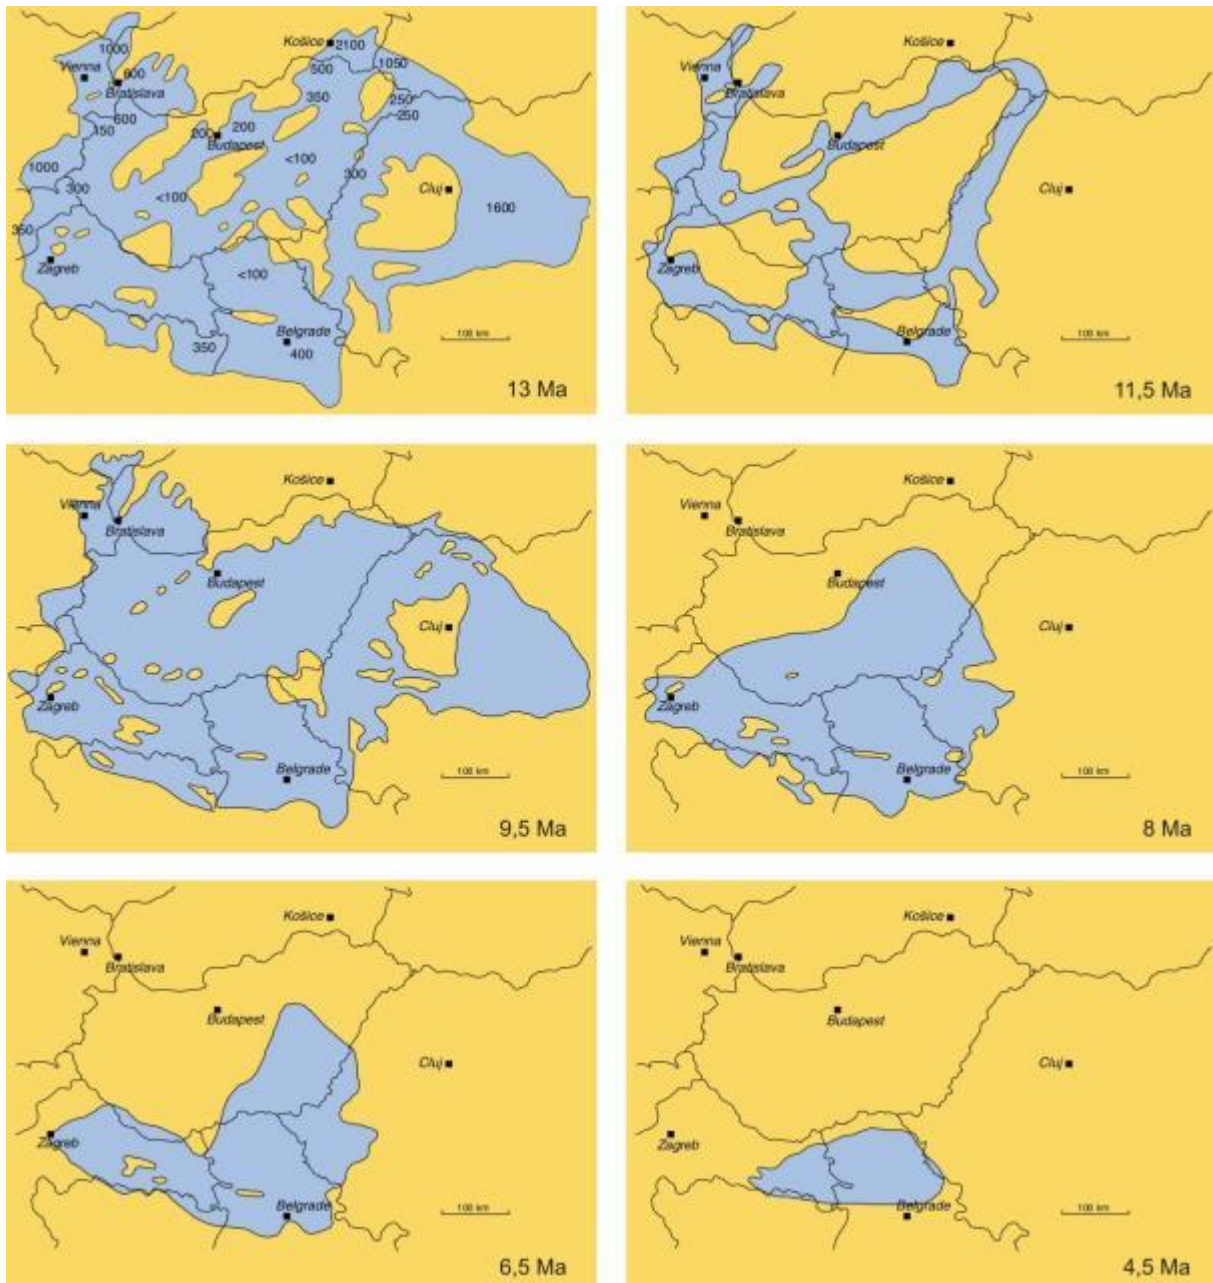 Košice
2100
1000
Vienna
600
500
1050
Bratislava
350
250
600
250
150
200
200
Budapest
<100
1000
300
300
Cluj
<100
1600
350
Zagreb
<100
Belgrade
350
400
100 km
13 Ma
Košice
Vienna
Bratislava
Budapest
Cluj
Zagreb
Belgrade
100 km
11,5 Ma
Košice
Vienna
Bratislava
Budapest
Cluj
Zagreb
Belgrade
100 km
9,5 Ma
Košice
Vienna
Bratislava
Budapest
Cluj
Zagreb
Belgrade
100 km
8 Ma
Košice
Vienna
Bratislava
Budapest
Cluj
Zagreb
Belgrade
100 km
6,5 Ma
Košice
Vienna
Bratislava
Budapest
Cluj
Zagreb
Belgrade
100 km
4,5 Ma